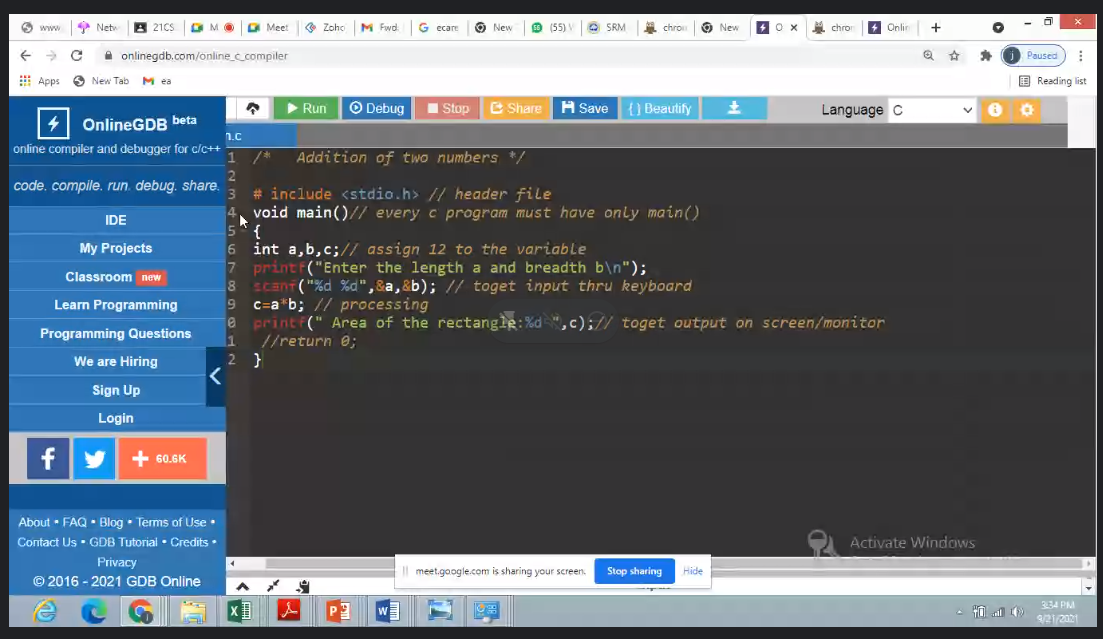 www. Netw 21CS M Meet Zoho Fwd: ecam New (55) SRM chro New O chro Onlin
onlinegdb.com/online_c_compiler Paused
Apps New Tab ea Reading list
OnlineGDB beta
online compiler and debugger for c/c++
code. compile. run. debug. share.
IDE
My Projects
Classroom new
Learn Programming
Programming Questions
We are Hiring
Sign Up
Login
60.6K
About • FAQ • Blog • Terms of Use •
Contact Us • GDB Tutorial • Credits •
Privacy
© 2016 - 2021 GDB Online
Run Debug Stop Share Save { } Beautify Language C
n.c
1 /* Addition of two numbers */
2
3 # include <stdio.h> // header file
4 void main()// every c program must have only main()
5 {
6 int a,b,c;// assign 12 to the variable
7 printf("Enter the length a and breadth b\n");
8 scanf("%d %d",&a,&b); // toget input thru keyboard
9 c=a*b; // processing
0 printf(" Area of the rectangle:%d ",c);// toget output on screen/monitor
1 //return 0;
2 }
Activate Windows
meet.google.com is sharing your screen. Stop sharing Hide
3:34 PM
9/21/2021